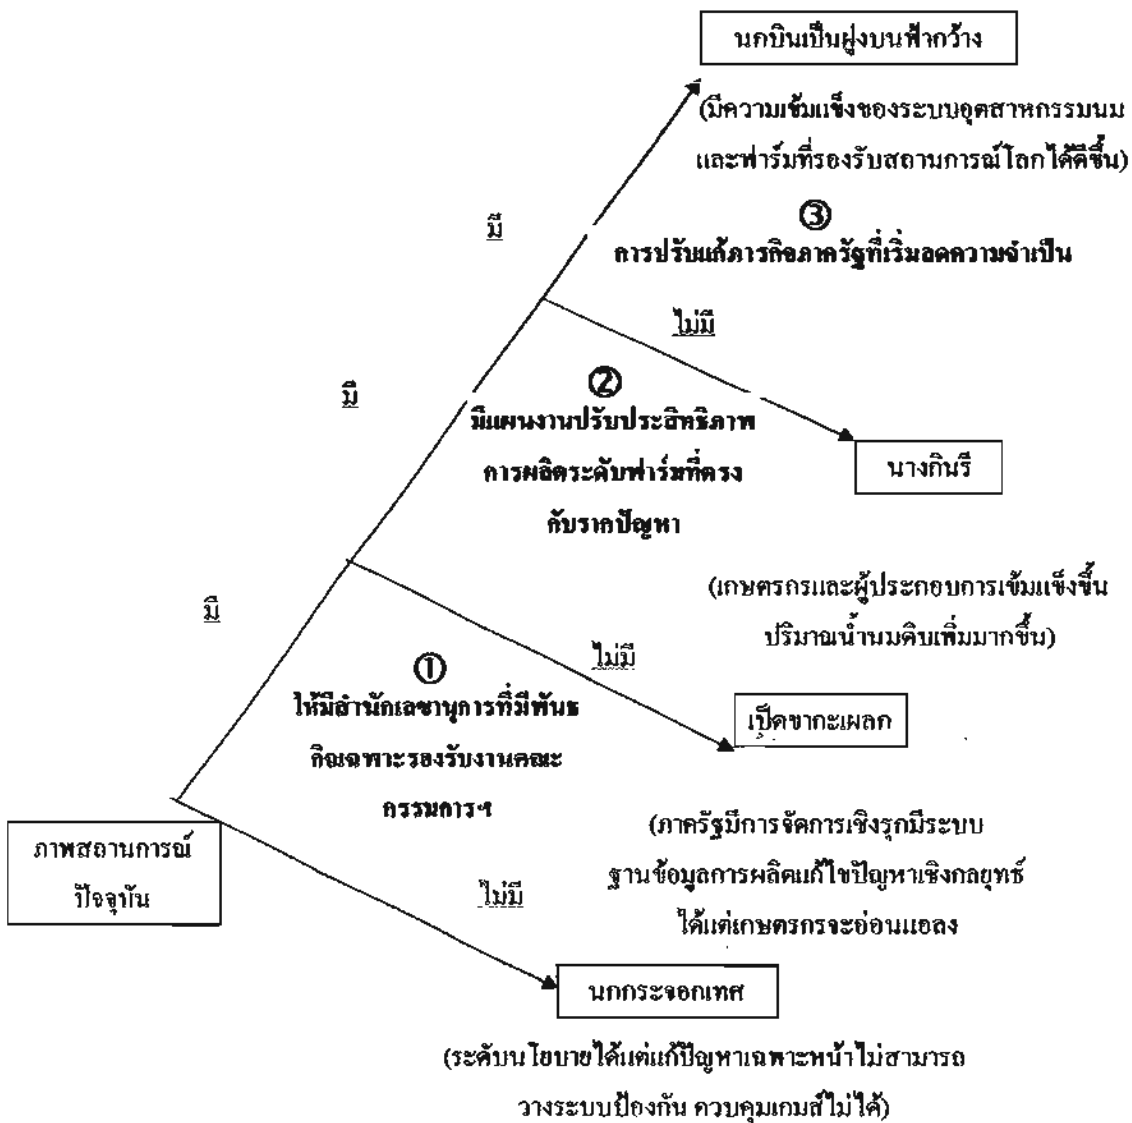 นกบินเป็นฝูงบนฟ้ากว้าง
(มีความเข้มแข็งของระบบอุตสาหกรรมนม
และฟาร์มที่รองรับสถานการณ์โลกได้ดีขึ้น)
มี
③
การปรับแก้ภารกิจภาครัฐที่เริ่มลดความจำเป็น
ไม่มี
มี
②
มีแผนงานปรับประสิทธิภาพ
การผลิตระดับฟาร์มที่ตรง
กับรากปัญหา
นางกินรี
(เกษตรกรและผู้ประกอบการเข้มแข็งขึ้น
ปริมาณน้ำนมดิบเพิ่มมากขึ้น)
มี
ไม่มี
①
ให้มีสำนักเลขานุการที่มีพันธ
กิจเฉพาะรองรับงานคณะ
กรรมการฯ
เป็ดขากะเผลก
(ภาครัฐมีการจัดการเชิงรุกมีระบบ
ฐานข้อมูลการผลิตแก้ไขปัญหาเชิงกลยุทธ์
ได้แต่เกษตรกรจะอ่อนแอลง
ภาพสถานการณ์
ปัจจุบัน
ไม่มี
นกกระจอกเทศ
(ระดับนโยบายได้แต่แก้ปัญหาเฉพาะหน้าไม่สามารถ
วางระบบป้องกัน ควบคุมเกมส์ไม่ได้)